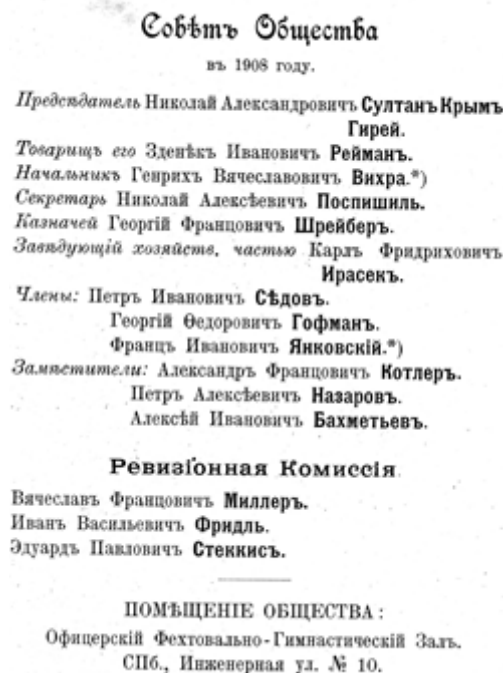 Совѣтъ Общества
въ 1908 году.
Предсѣдатель Николай Александровичъ Султанъ Крымъ
Гирей.
Товарищъ его Зденѣкъ Ивановичъ Рейманъ.
Начальникъ Генрихъ Вячеславовичъ Вихра.*)
Секретарь Николай Алексѣевичъ Поспишиль.
Казначей Георгій Францовичъ Шрейберъ.
Завѣдующій хозяйств. частью Карлъ Фридриховичъ
Ирасекъ.
Члены: Петръ Ивановичъ Сѣдовъ.
Георгій Ѳедоровичъ Гофманъ.
Францъ Ивановичъ Янковскій.*)
Замѣстители: Александръ Францовичъ Котлеръ.
Петръ Алексѣевичъ Назаровъ.
Алексѣй Ивановичъ Бахметьевъ.
Ревизіонная Комиссія
Вячеславъ Францовичъ Миллеръ.
Иванъ Васильевичъ Фридль.
Эдуардъ Павловичъ Стеккисъ.
ПОМѢЩЕНІЕ ОБЩЕСТВА:
Офицерскій Фехтовально-Гимнастическій Залъ.
СПб., Инженерная ул. № 10.